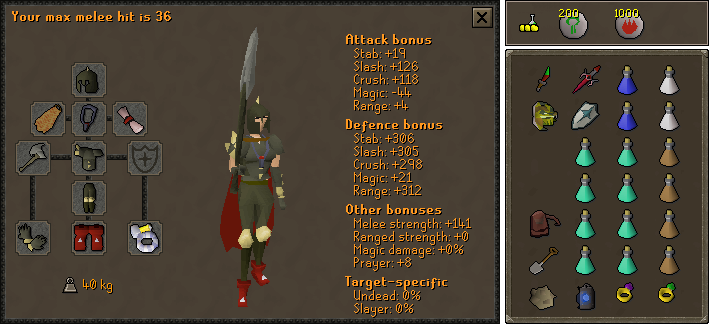 Your max melee hit is 36
Attack bonus
Stab: +19
Slash: +126
Crush: +118
Magic: -44
Range: +4
Defence bonus
Stab: +306
Slash: +305
Crush: +298
Magic: +21
Range: +312
Other bonuses
Melee strength: +141
Ranged strength: +0
Magic damage: +0%
Prayer: +8
Target-specific
Undead: 0%
Slayer: 0%
40 kg
200
1000